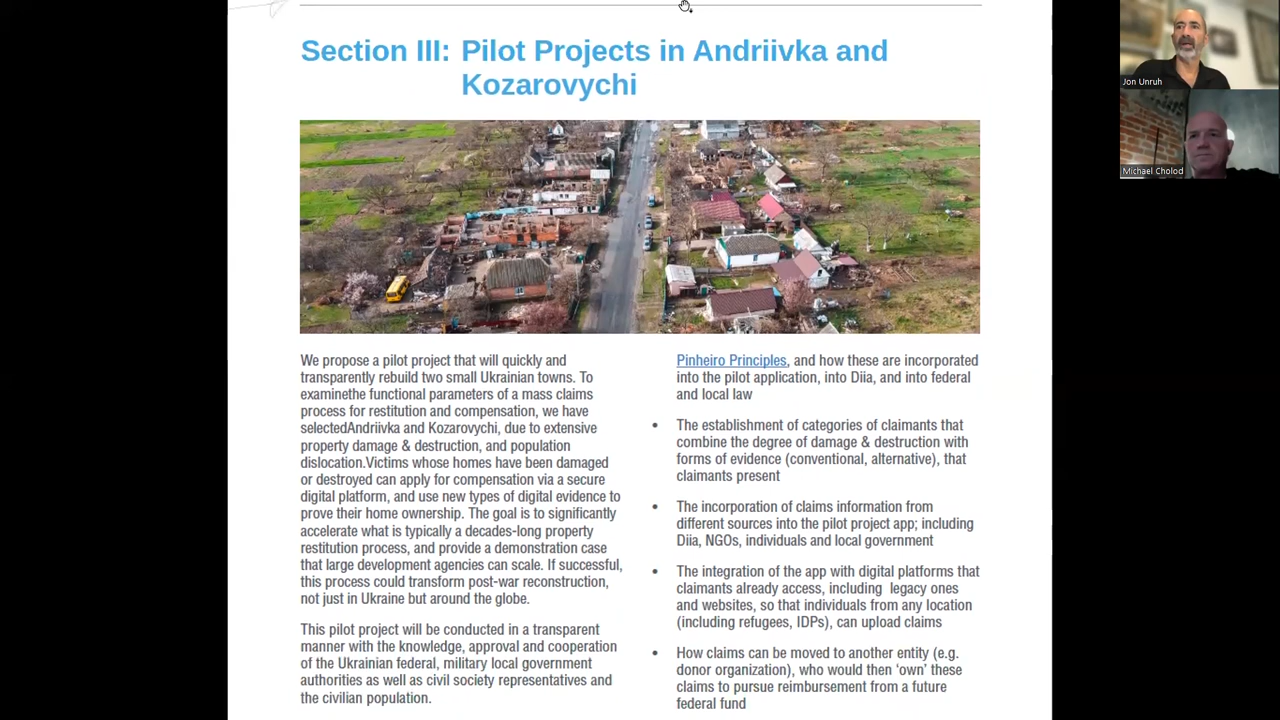 Section III: Pilot Projects in Andriivka and
Kozarovychi
We propose a pilot project that will quickly and
transparently rebuild two small Ukrainian towns. To
examinethe functional parameters of a mass claims
process for restitution and compensation, we have
selectedAndriivka and Kozarovychi, due to extensive
property damage & destruction, and population
dislocation.Victims whose homes have been damaged
or destroyed can apply for compensation via a secure
digital platform, and use new types of digital evidence to
prove their home ownership. The goal is to significantly
accelerate what is typically a decades-long property
restitution process, and provide a demonstration case
that large development agencies can scale. If successful,
this process could transform post-war reconstruction,
not just in Ukraine but around the globe.
This pilot project will be conducted in a transparent
manner with the knowledge, approval and cooperation
of the Ukrainian federal, military local government
authorities as well as civil society representatives and
the civilian population.
Pinheiro Principles, and how these are incorporated
into the pilot application, into Diia, and into federal
and local law
• The establishment of categories of claimants that
combine the degree of damage & destruction with
forms of evidence (conventional, alternative), that
claimants present
• The incorporation of claims information from
different sources into the pilot project app; including
Diia, NGOs, individuals and local government
• The integration of the app with digital platforms that
claimants already access, including legacy ones
and websites, so that individuals from any location
(including refugees, IDPs), can upload claims
• How claims can be moved to another entity (e.g.
donor organization), who would then ‘own’ these
claims to pursue reimbursement from a future
federal fund
Jon Unruh
Michael Cholod